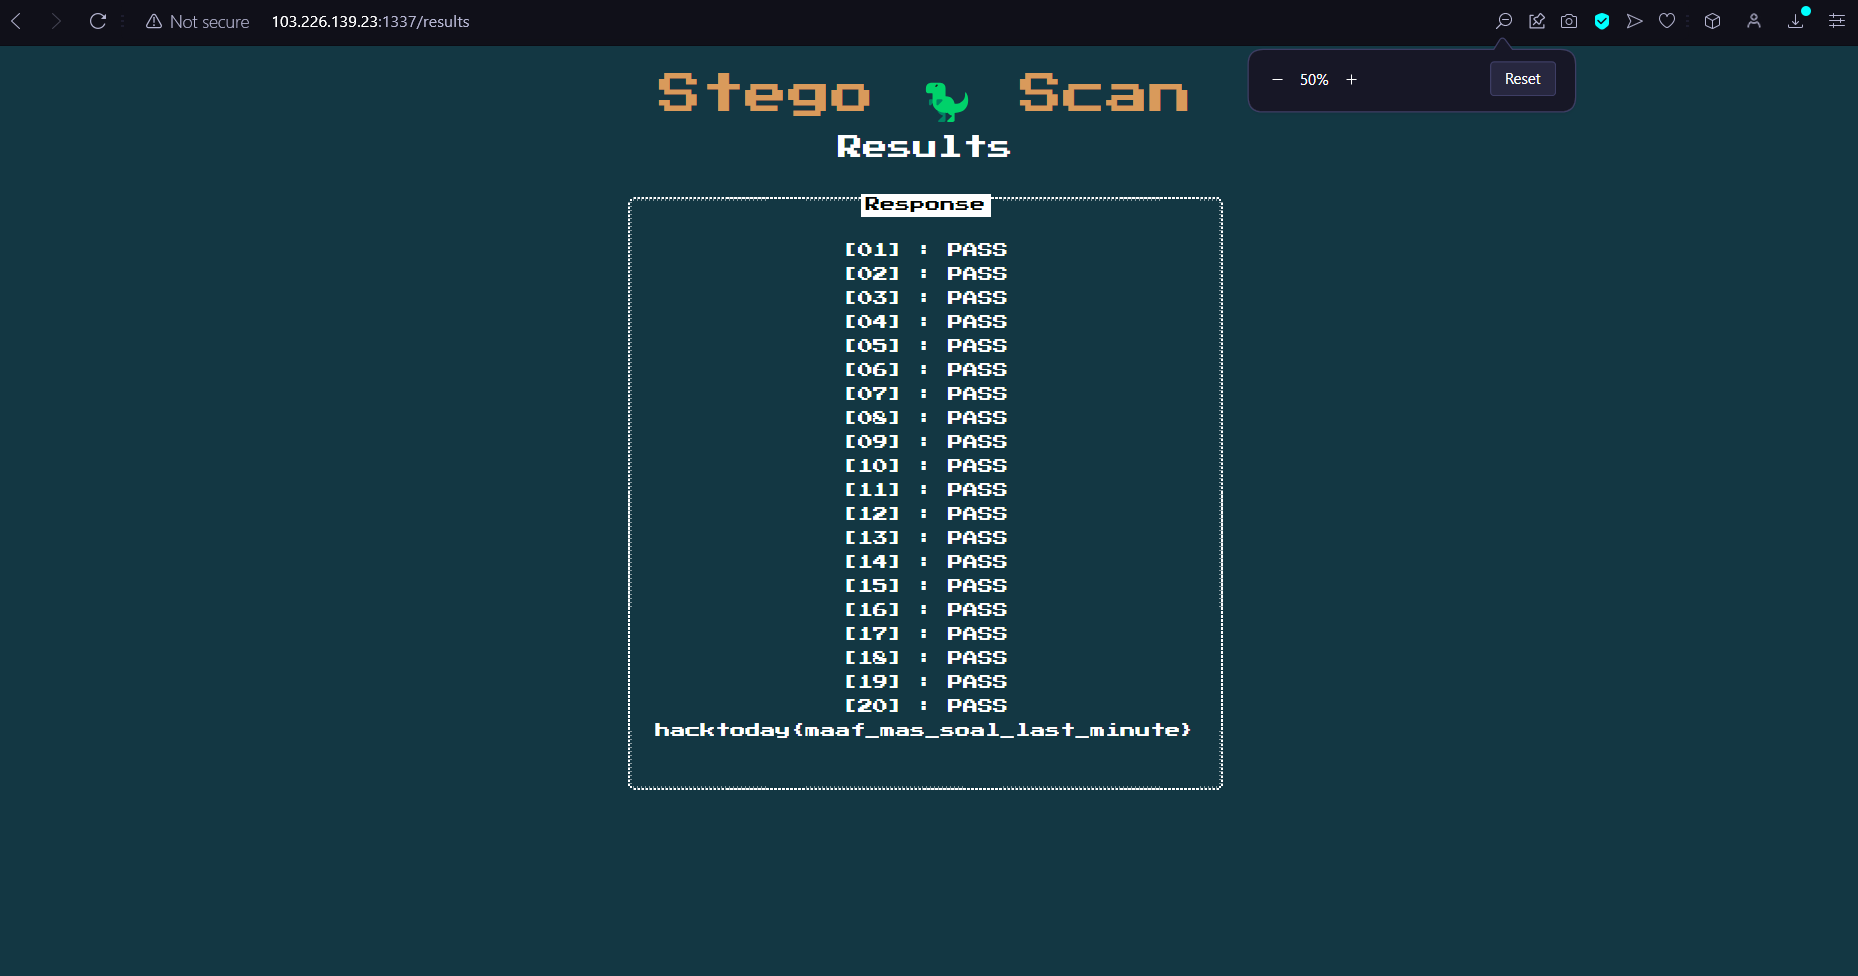 Not secure 103.226.139.23:1337/results
50% Reset
Stego Scan
Results
Response
[01] : PASS
[02] : PASS
[03] : PASS
[04] : PASS
[05] : PASS
[06] : PASS
[07] : PASS
[08] : PASS
[09] : PASS
[10] : PASS
[11] : PASS
[12] : PASS
[13] : PASS
[14] : PASS
[15] : PASS
[16] : PASS
[17] : PASS
[18] : PASS
[19] : PASS
[20] : PASS
hacktoday{maaf_mas_soal_last_minute}